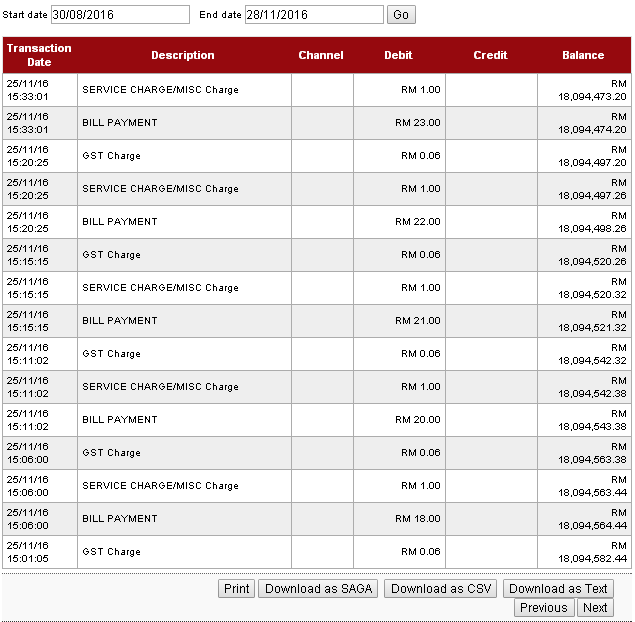 Start date 30/08/2016 End date 28/11/2016 Go
Transaction Date Description Channel Debit Credit Balance
25/11/16 15:33:01 SERVICE CHARGE/MISC Charge RM 1.00 RM 18,094,473.20
25/11/16 15:33:01 BILL PAYMENT RM 23.00 RM 18,094,474.20
25/11/16 15:20:25 GST Charge RM 0.06 RM 18,094,497.20
25/11/16 15:20:25 SERVICE CHARGE/MISC Charge RM 1.00 RM 18,094,497.26
25/11/16 15:20:25 BILL PAYMENT RM 22.00 RM 18,094,498.26
25/11/16 15:15:15 GST Charge RM 0.06 RM 18,094,520.26
25/11/16 15:15:15 SERVICE CHARGE/MISC Charge RM 1.00 RM 18,094,520.32
25/11/16 15:15:15 BILL PAYMENT RM 21.00 RM 18,094,521.32
25/11/16 15:11:02 GST Charge RM 0.06 RM 18,094,542.32
25/11/16 15:11:02 SERVICE CHARGE/MISC Charge RM 1.00 RM 18,094,542.38
25/11/16 15:11:02 BILL PAYMENT RM 20.00 RM 18,094,543.38
25/11/16 15:06:00 GST Charge RM 0.06 RM 18,094,563.38
25/11/16 15:06:00 SERVICE CHARGE/MISC Charge RM 1.00 RM 18,094,563.44
25/11/16 15:06:00 BILL PAYMENT RM 18.00 RM 18,094,564.44
25/11/16 15:01:05 GST Charge RM 0.06 RM 18,094,582.44
Print Download as SAGA Download as CSV Download as Text
Previous Next